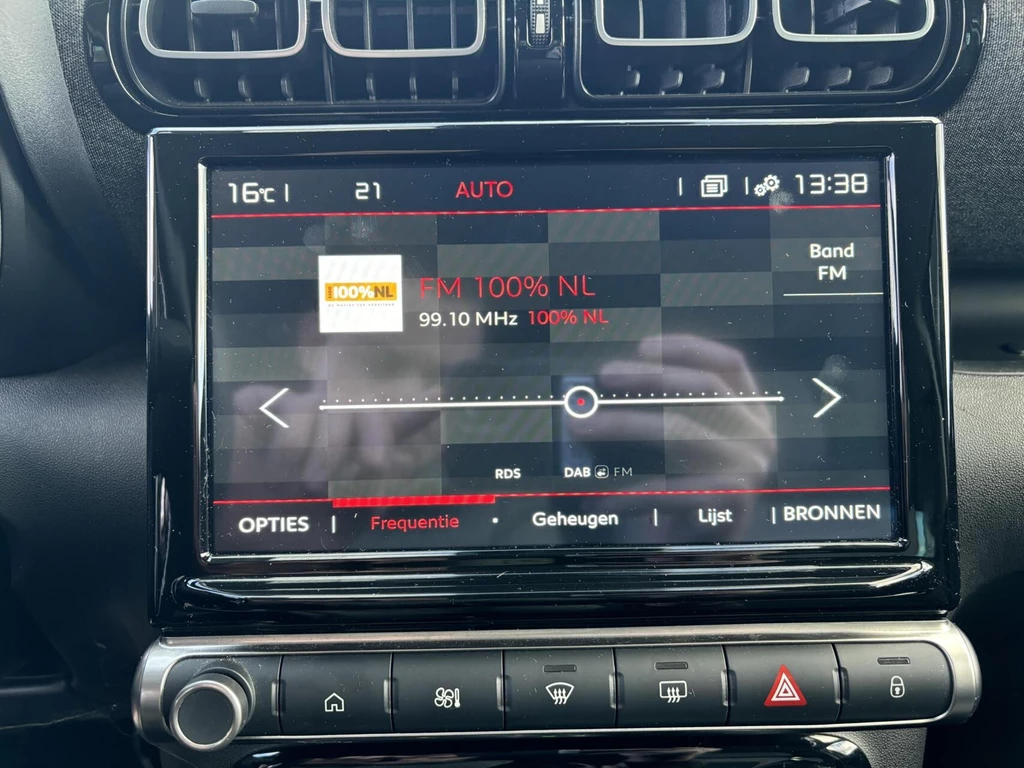 16°C
21
AUTO
13:38
Band
FM
100%NL
FM 100% NL
99.10 MHz 100% NL
RDS
DAB FM
OPTIES
Frequentie
Geheugen
Lijst
BRONNEN